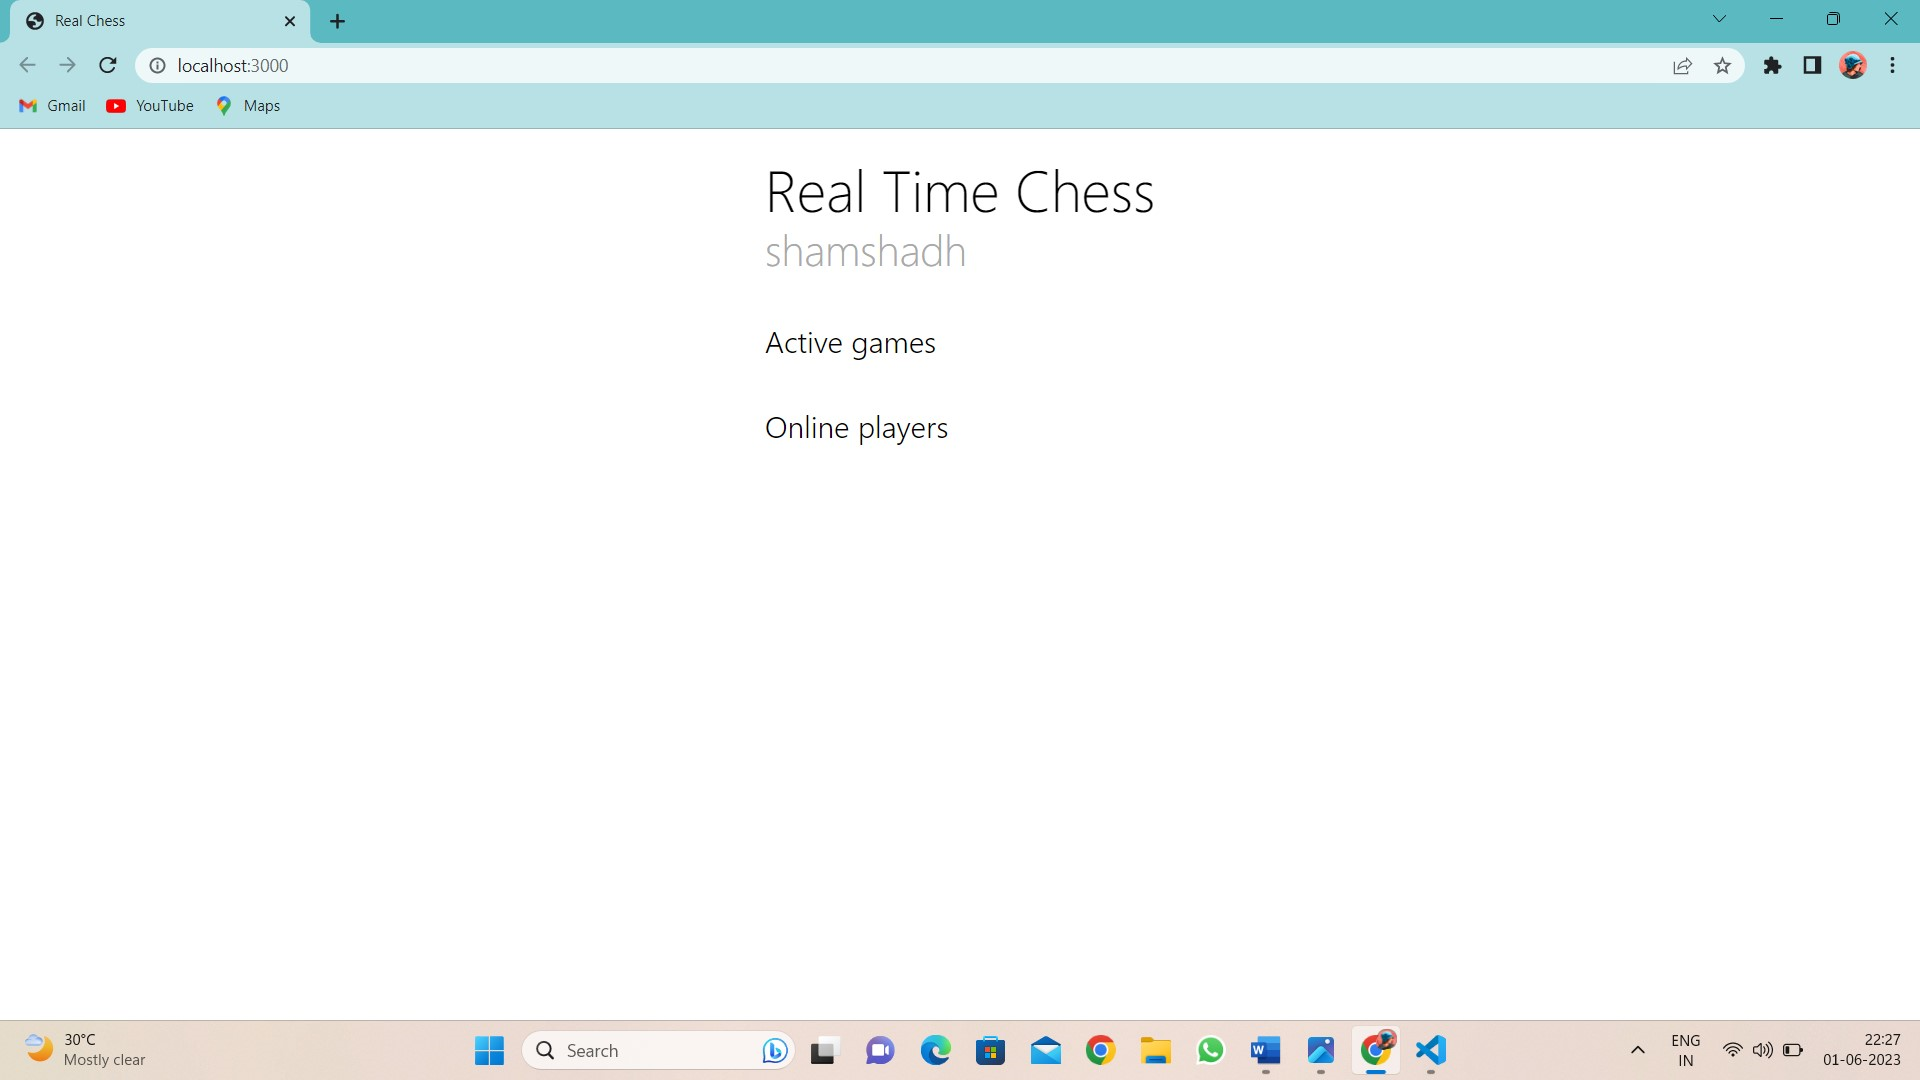 Real Chess
localhost:3000
Gmail YouTube Maps
Real Time Chess
shamshadh
Active games
Online players
30°C
Mostly clear
Search
ENG
IN
22:27
01-06-2023